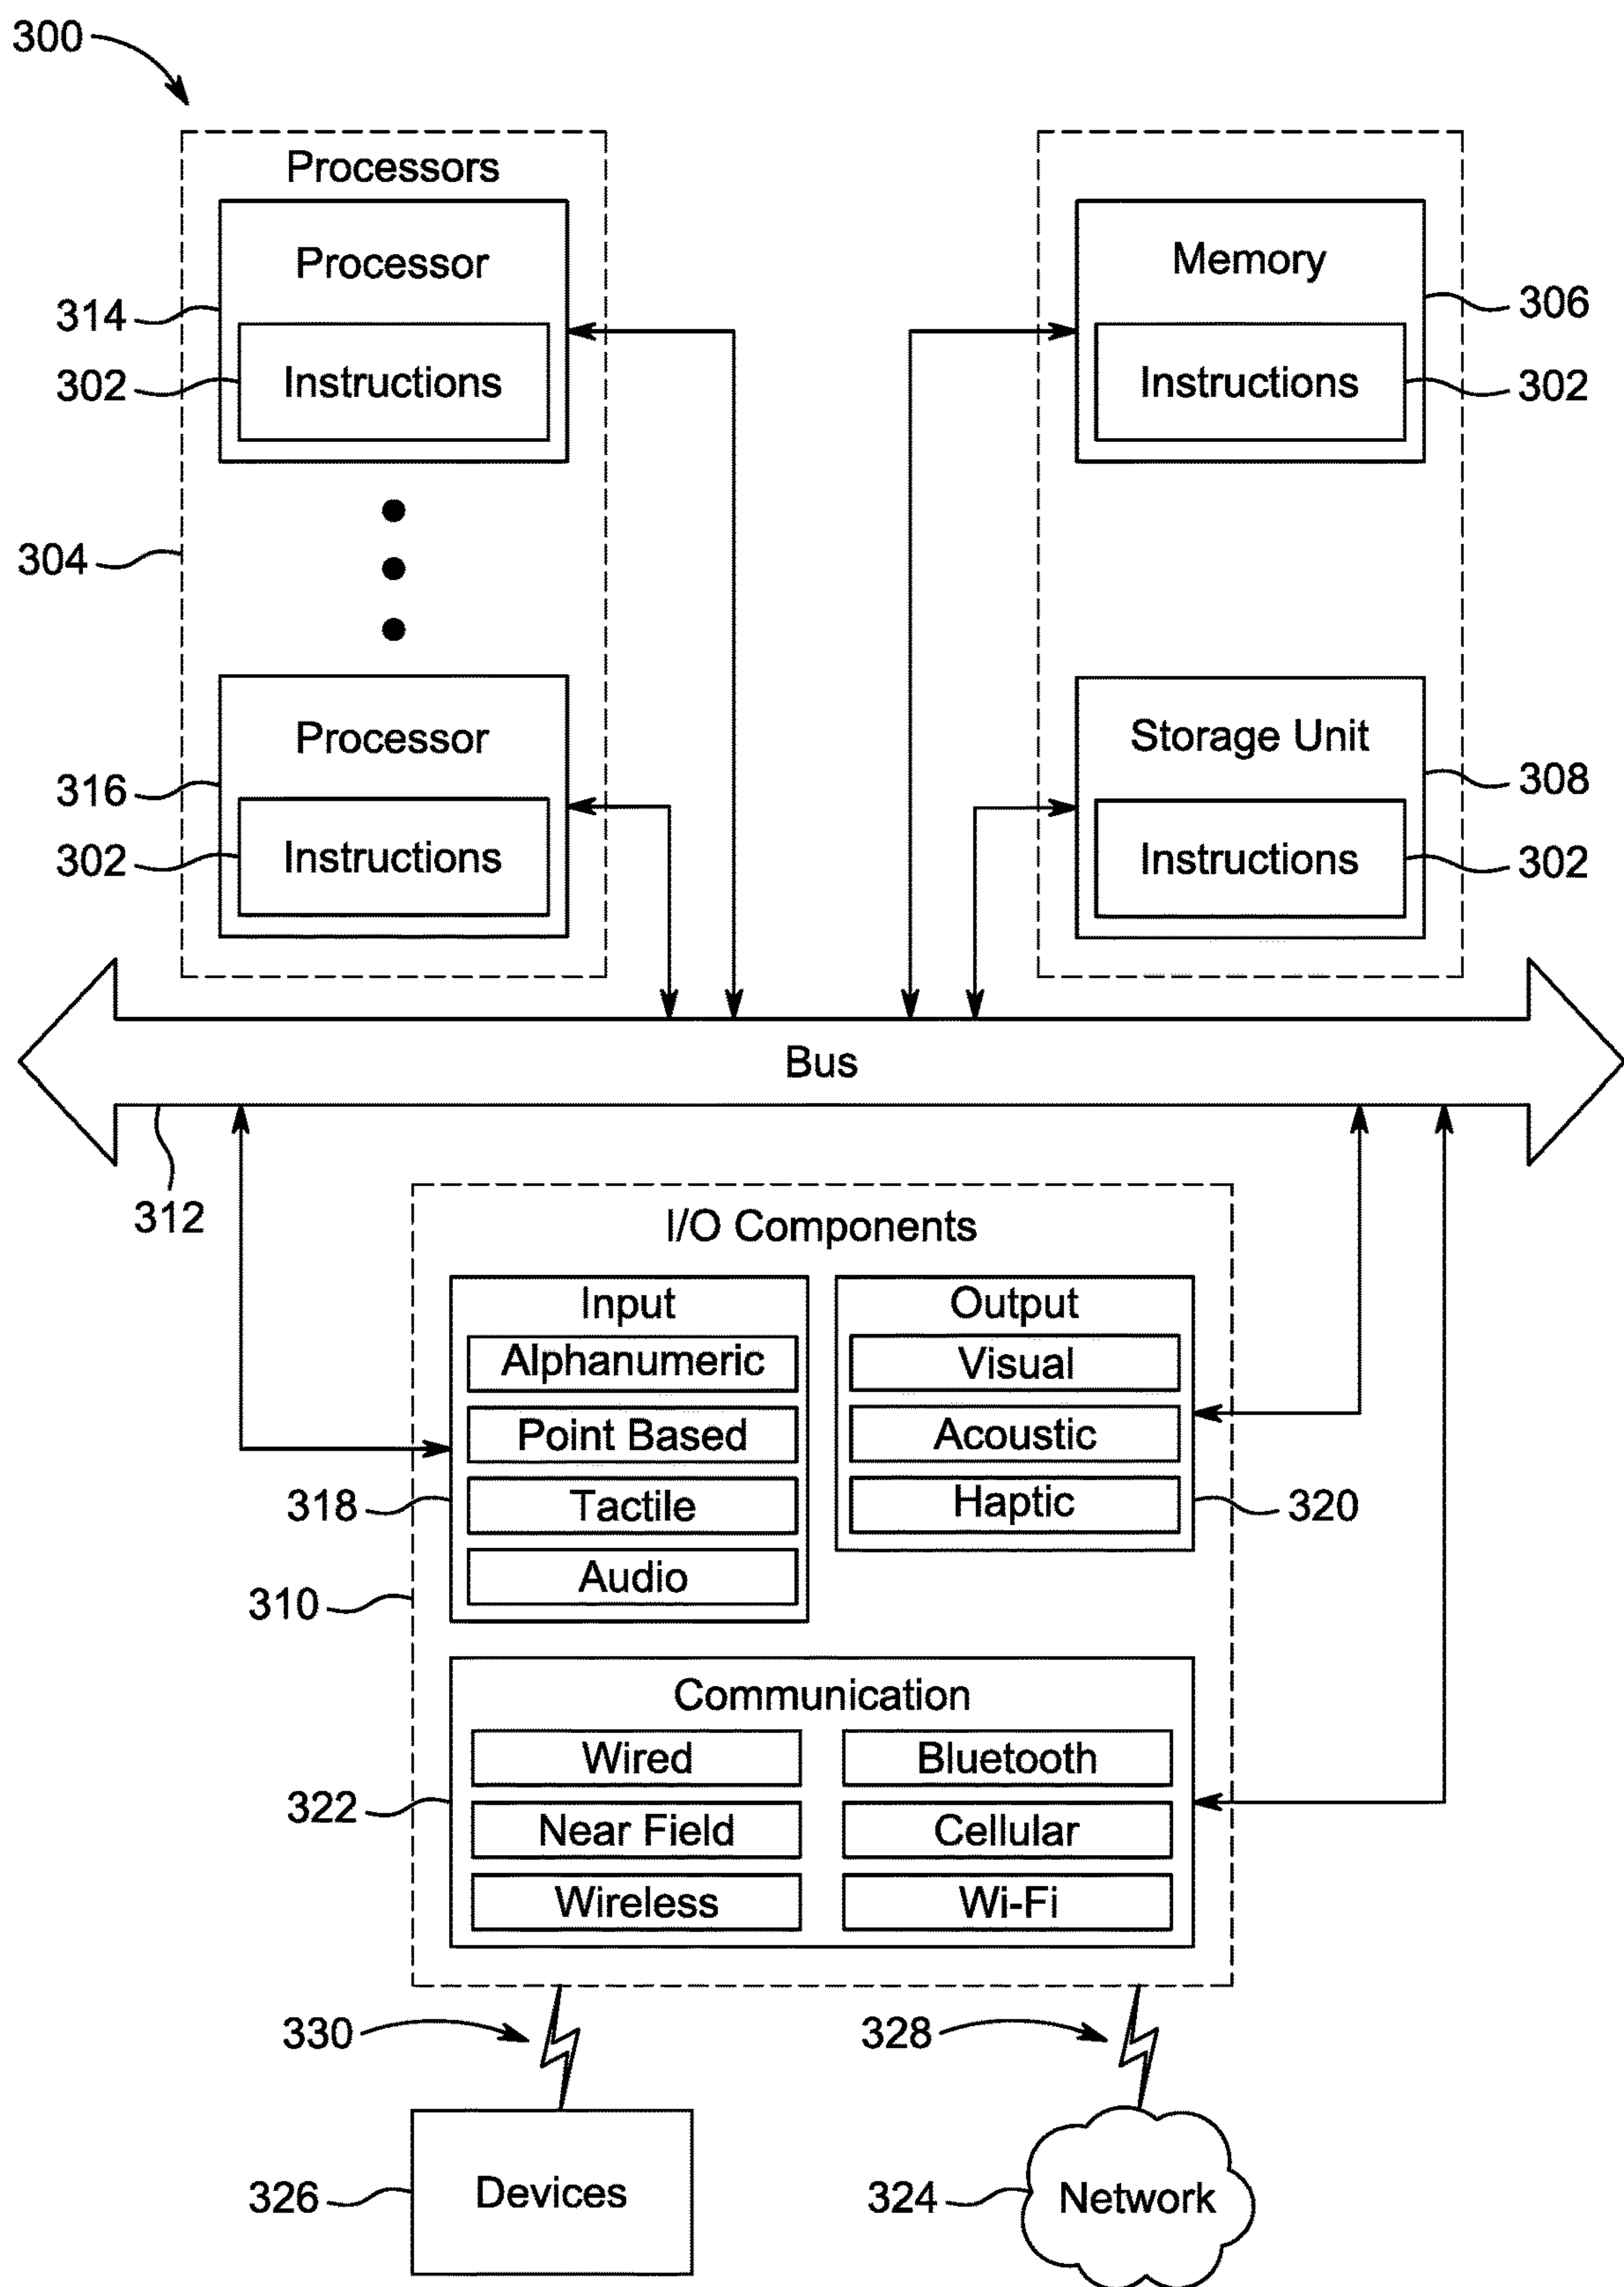 300
Processors
Processor
314
Instructions
302
304
Processor
316
Instructions
302
Memory
306
Instructions
302
Storage Unit
308
Instructions
302
Bus
312
I/O Components
Input
Alphanumeric
Point Based
Tactile
Audio
318
310
Output
Visual
Acoustic
Haptic
320
Communication
Wired
Bluetooth
322
Near Field
Cellular
Wireless
Wi-Fi
330
328
326
Devices
324
Network